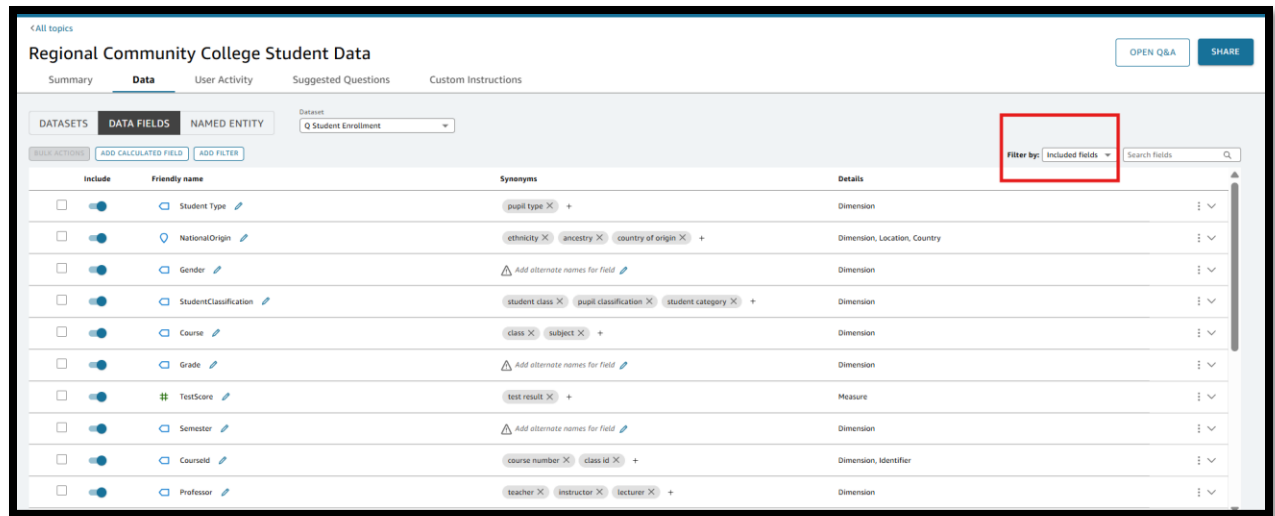 <All topics
Regional Community College Student Data
OPEN Q&A
SHARE
Summary Data User Activity Suggested Questions Custom Instructions
Dataset
DATASETS DATA FIELDS NAMED ENTITY Q Student Enrollment
BULK ACTIONS ADD CALCULATED FIELD ADD FILTER Filter by: Included fields Search fields
Include Friendly name Synonyms Details
Student Type pupil type X + Dimension
NationalOrigin ethnicity X ancestry X country of origin X + Dimension, Location, Country
Gender Add alternate names for field Dimension
StudentClassification student class X pupil classification X student category X + Dimension
Course class X subject X + Dimension
Grade Add alternate names for field Dimension
# TestScore test result X + Measure
Semester Add alternate names for field Dimension
CourseId course number X class id X + Dimension, Identifier
Professor teacher X instructor X lecturer X + Dimension